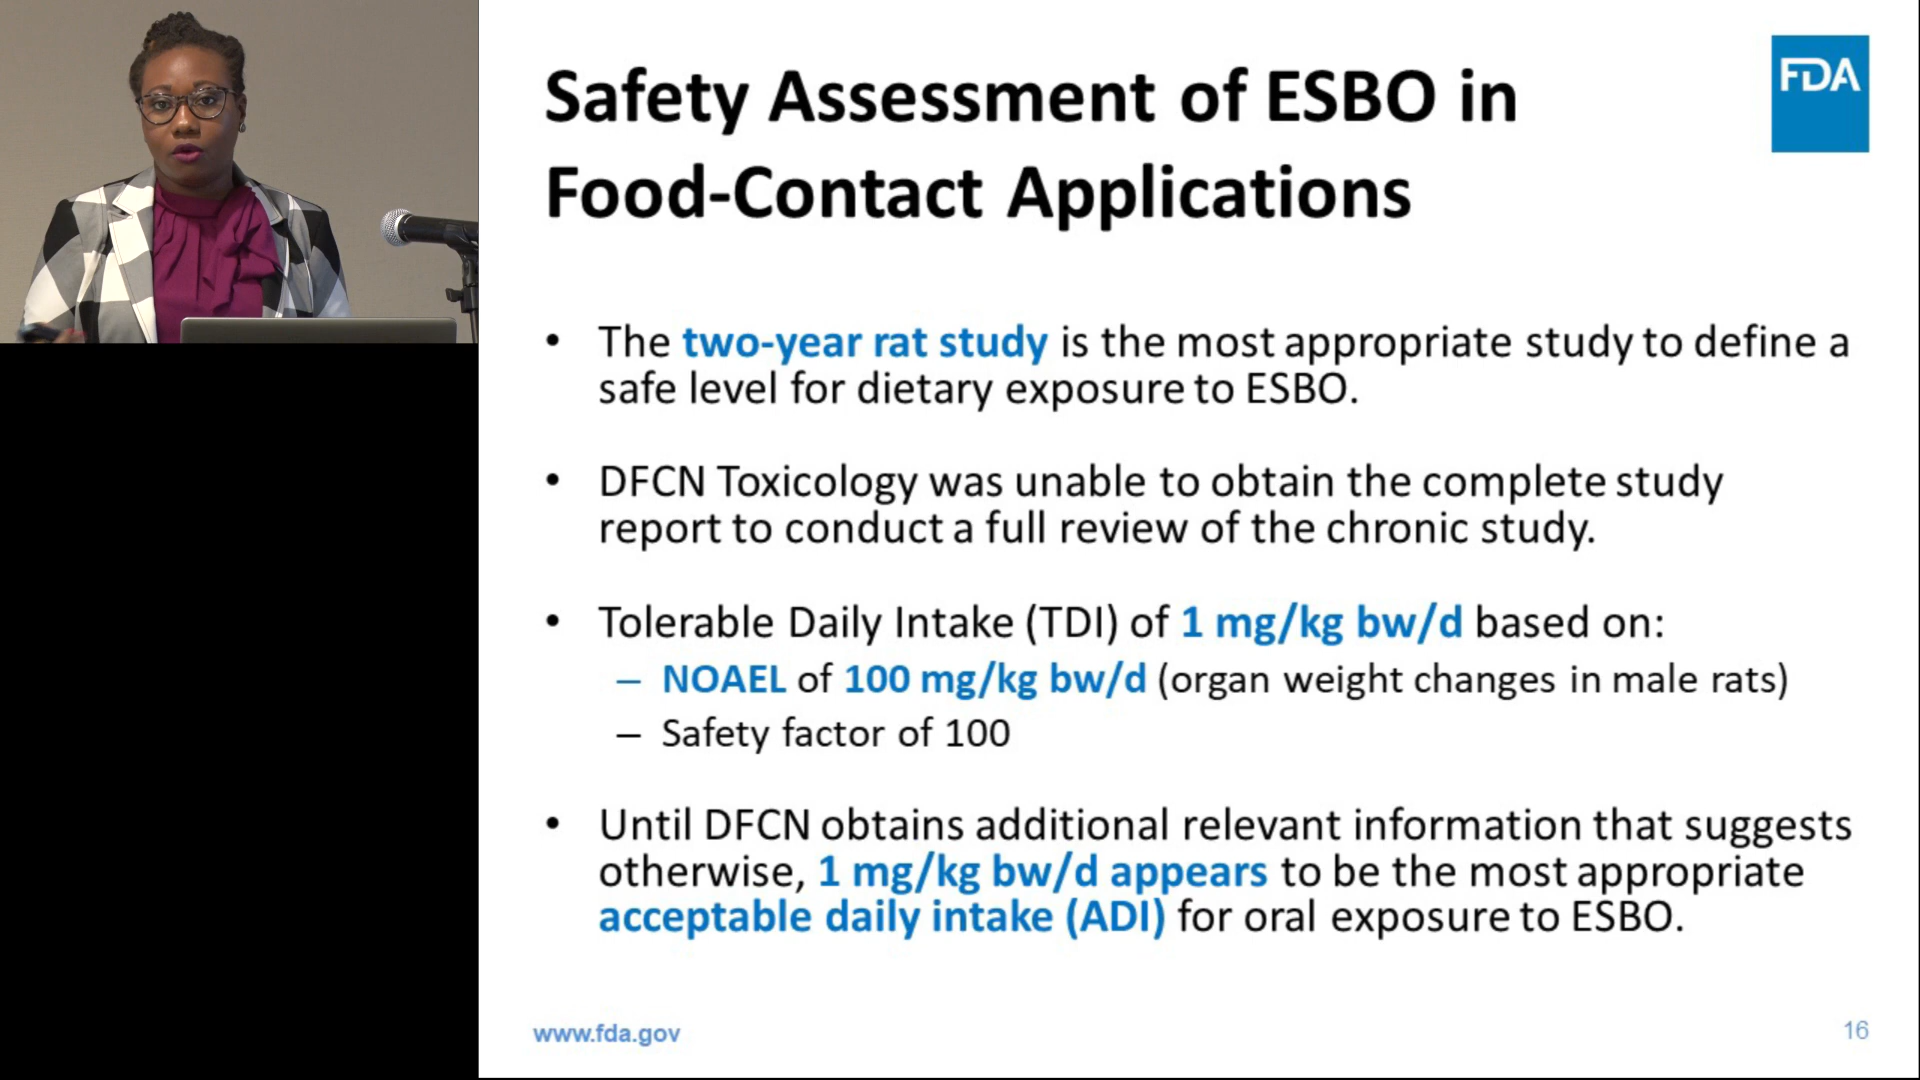 FDA
Safety Assessment of ESBO in
Food-Contact Applications
• The two-year rat study is the most appropriate study to define a
safe level for dietary exposure to ESBO.
• DFCN Toxicology was unable to obtain the complete study
report to conduct a full review of the chronic study.
• Tolerable Daily Intake (TDI) of 1 mg/kg bw/d based on:
– NOAEL of 100 mg/kg bw/d (organ weight changes in male rats)
– Safety factor of 100
• Until DFCN obtains additional relevant information that suggests
otherwise, 1 mg/kg bw/d appears to be the most appropriate
acceptable daily intake (ADI) for oral exposure to ESBO.
www.fda.gov
16